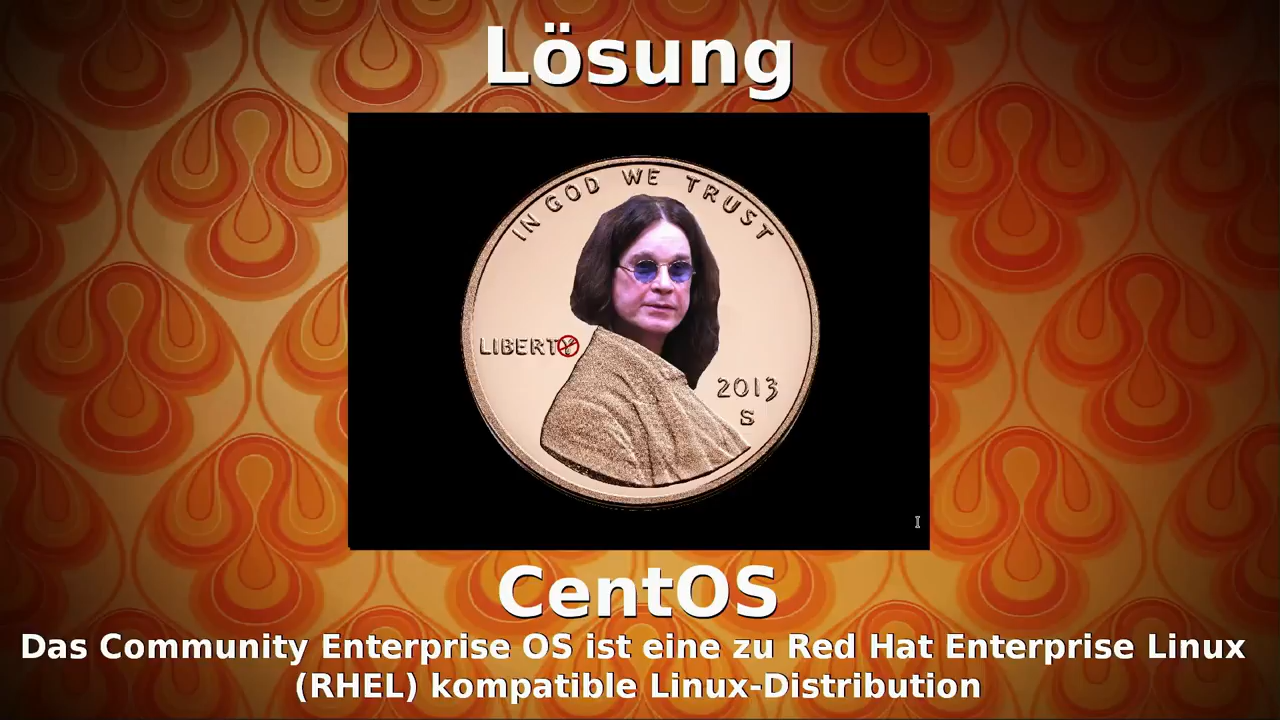 Lösung
IN GOD WE TRUST
LIBERTY
2013
S
CentOS
Das Community Enterprise OS ist eine zu Red Hat Enterprise Linux
(RHEL) kompatible Linux-Distribution